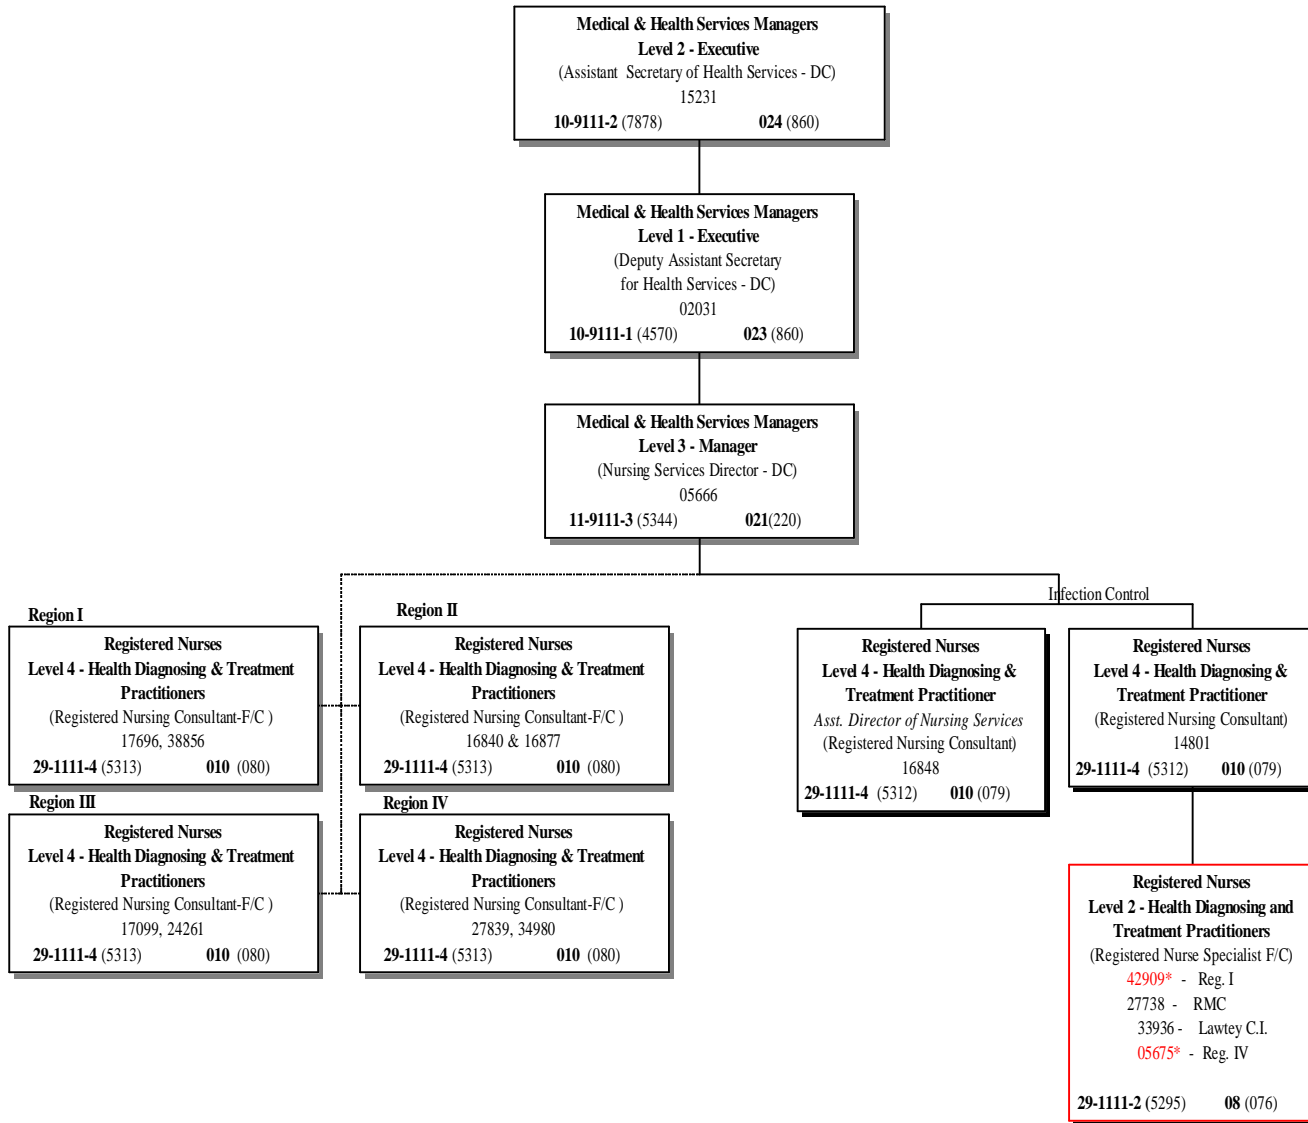 Medical & Health Services Managers
Level 2 - Executive
(Assistant Secretary of Health Services - DC)
15231
10-9111-2 (7878) 024 (860)
Medical & Health Services Managers
Level 1 - Executive
(Deputy Assistant Secretary
for Health Services - DC)
02031
10-9111-1 (4570) 023 (860)
Medical & Health Services Managers
Level 3 - Manager
(Nursing Services Director - DC)
05666
11-9111-3 (5344) 021(220)
Infection Control
Region I
Registered Nurses
Level 4 - Health Diagnosing & Treatment
Practitioners
(Registered Nursing Consultant-F/C )
17696, 38856
29-1111-4 (5313) 010 (080)
Region II
Registered Nurses
Level 4 - Health Diagnosing & Treatment
Practitioners
(Registered Nursing Consultant-F/C )
16840 & 16877
29-1111-4 (5313) 010 (080)
Registered Nurses
Level 4 - Health Diagnosing &
Treatment Practitioner
Asst. Director of Nursing Services
(Registered Nursing Consultant)
16848
29-1111-4 (5312) 010 (079)
Registered Nurses
Level 4 - Health Diagnosing &
Treatment Practitioner
(Registered Nursing Consultant)
14801
29-1111-4 (5312) 010 (079)
Region III
Registered Nurses
Level 4 - Health Diagnosing & Treatment
Practitioners
(Registered Nursing Consultant-F/C )
17099, 24261
29-1111-4 (5313) 010 (080)
Region IV
Registered Nurses
Level 4 - Health Diagnosing & Treatment
Practitioners
(Registered Nursing Consultant-F/C )
27839, 34980
29-1111-4 (5313) 010 (080)
Registered Nurses
Level 2 - Health Diagnosing and
Treatment Practitioners
(Registered Nurse Specialist F/C)
42909* - Reg. I
27738 - RMC
33936 - Lawtey C.I.
05675* - Reg. IV
29-1111-2 (5295) 08 (076)